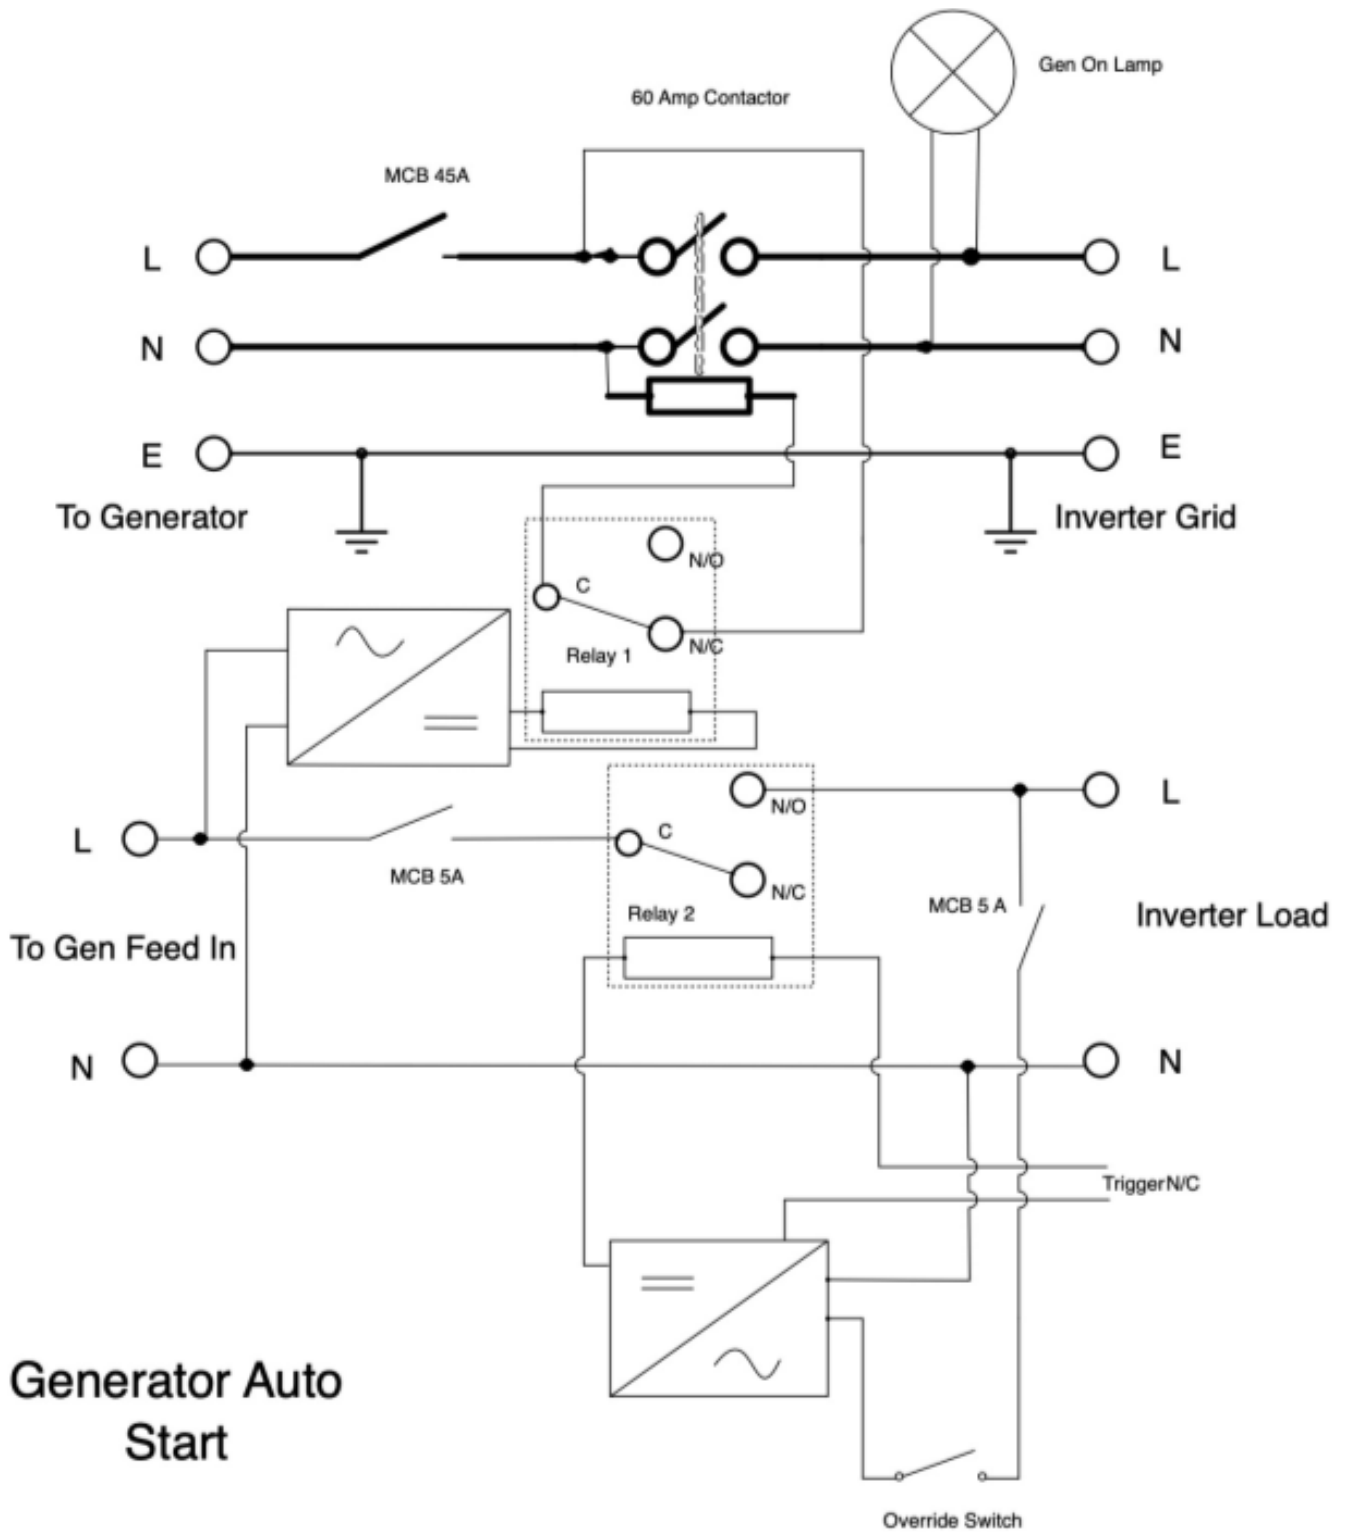 Gen On Lamp
60 Amp Contactor
MCB 45A
L
L
N
N
E
E
To Generator
Inverter Grid
N/O
C
N/C
Relay 1
L
N/O
C
L
MCB 5A
N/C
MCB 5 A
Relay 2
Inverter Load
To Gen Feed In
N
N
TriggerN/C
Generator Auto
Start
Override Switch